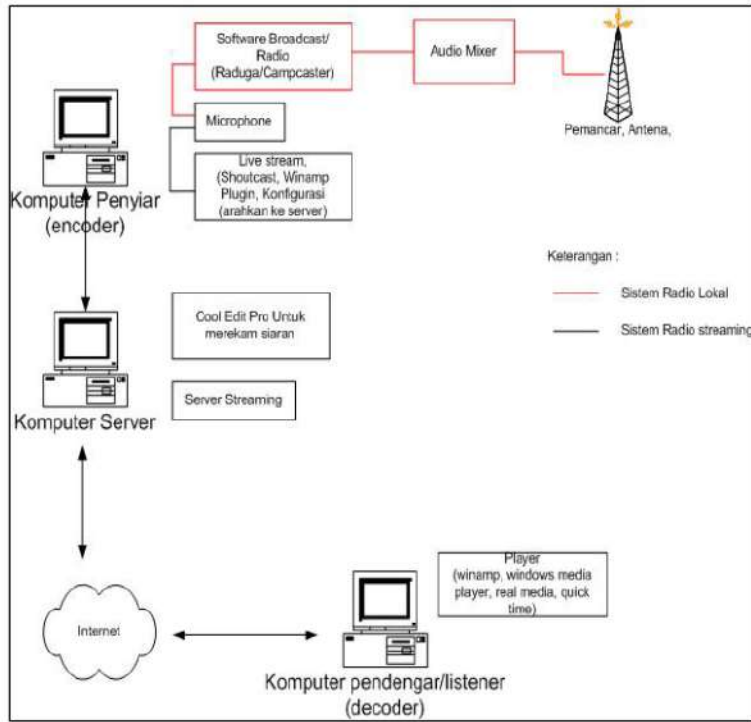 Software Broadcast/
Radio
(Raduga/Campcaster)
Audio Mixer
Pemancar, Antena,
Microphone
Live stream,
(Shoutcast, Winamp
Plugin, Konfigurasi
(arahkan ke server)
Komputer Penyiar
(encoder)
Keterangan :
Sistem Radio Lokal
Sistem Radio streaming
Cool Edit Pro Untuk
merekam siaran
Server Streaming
Komputer Server
Player
(winamp, windows media
player, real media, quick
time)
Internet
Komputer pendengar/listener
(decoder)